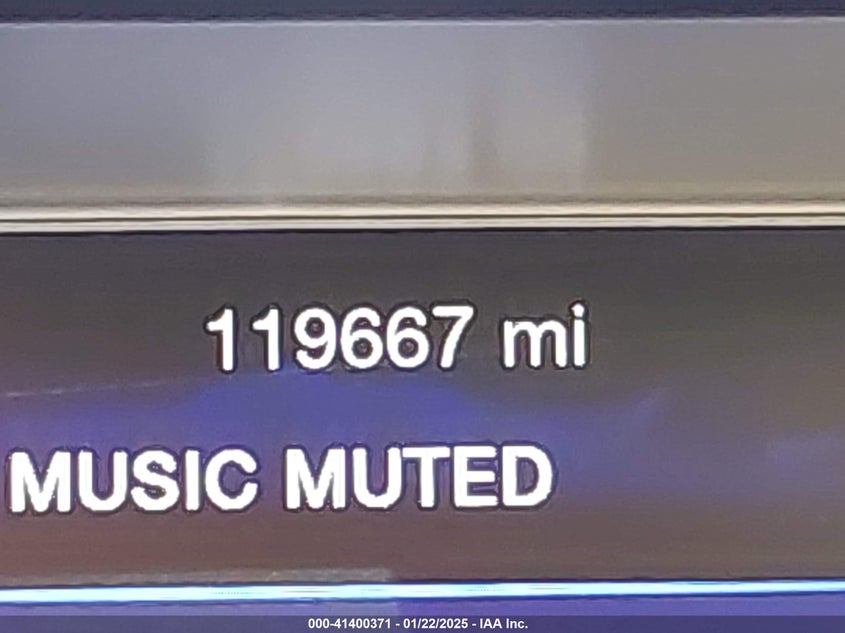 119667 mi
MUSIC MUTED
000-41400371 - 01/22/2025 - IAA Inc.